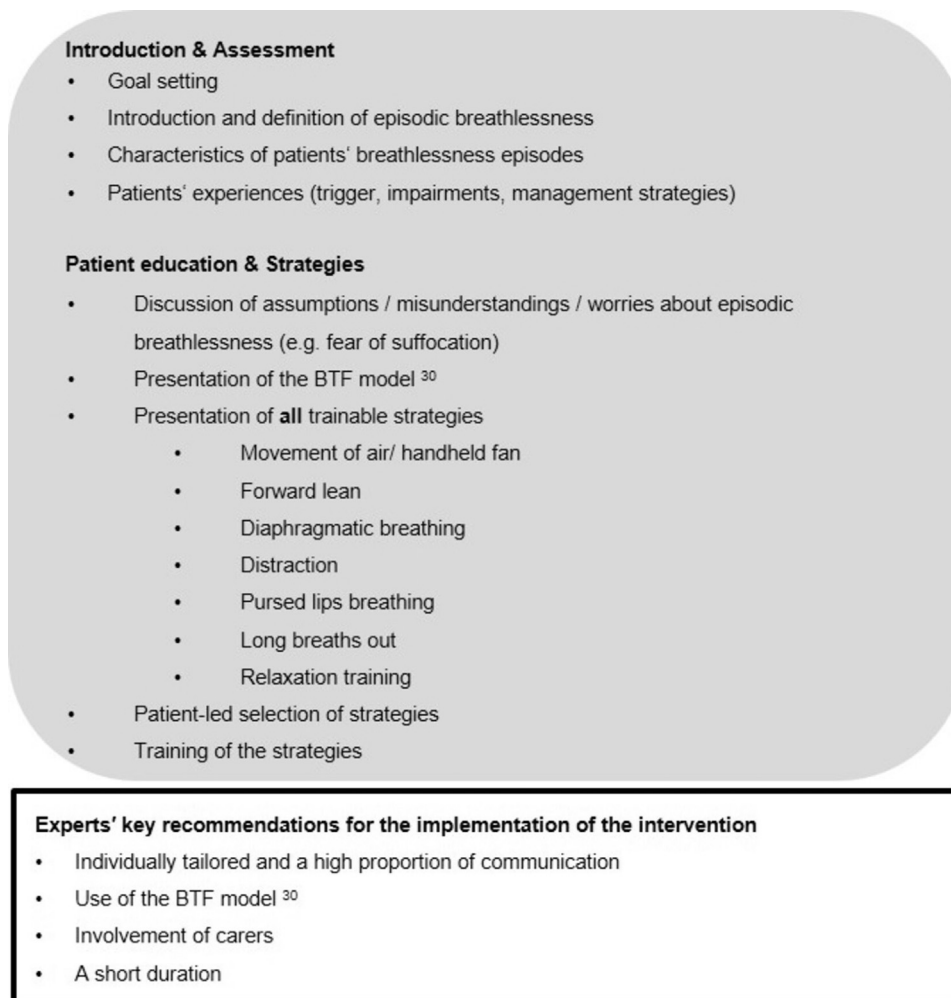 Introduction & Assessment
• Goal setting
• Introduction and definition of episodic breathlessness
• Characteristics of patients‘ breathlessness episodes
• Patients‘ experiences (trigger, impairments, management strategies)
Patient education & Strategies
• Discussion of assumptions / misunderstandings / worries about episodic
breathlessness (e.g. fear of suffocation)
• Presentation of the BTF model ³⁰
• Presentation of all trainable strategies
• Movement of air/ handheld fan
• Forward lean
• Diaphragmatic breathing
• Distraction
• Pursed lips breathing
• Long breaths out
• Relaxation training
• Patient-led selection of strategies
• Training of the strategies
Experts’ key recommendations for the implementation of the intervention
• Individually tailored and a high proportion of communication
• Use of the BTF model ³⁰
• Involvement of carers
• A short duration